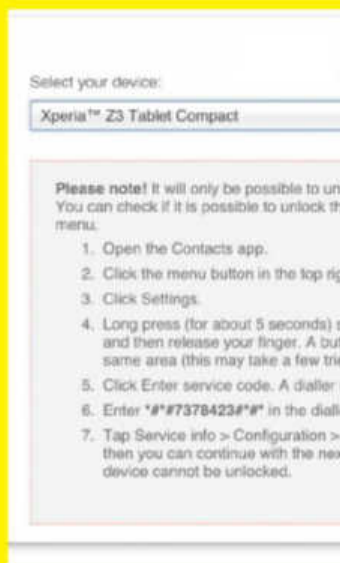 Select your device:
Xperia™ Z3 Tablet Compact
Please note! It will only be possible to un
You can check if it is possible to unlock th
menu.
1. Open the Contacts app.
2. Click the menu button in the top rig
3. Click Settings.
4. Long press (for about 5 seconds) s
and then release your finger. A but
same area (this may take a few trie
5. Click Enter service code. A dialler
6. Enter *#*#7378423#*#* in the diall
7. Tap Service info > Configuration >
then you can continue with the nex
device cannot be unlocked.